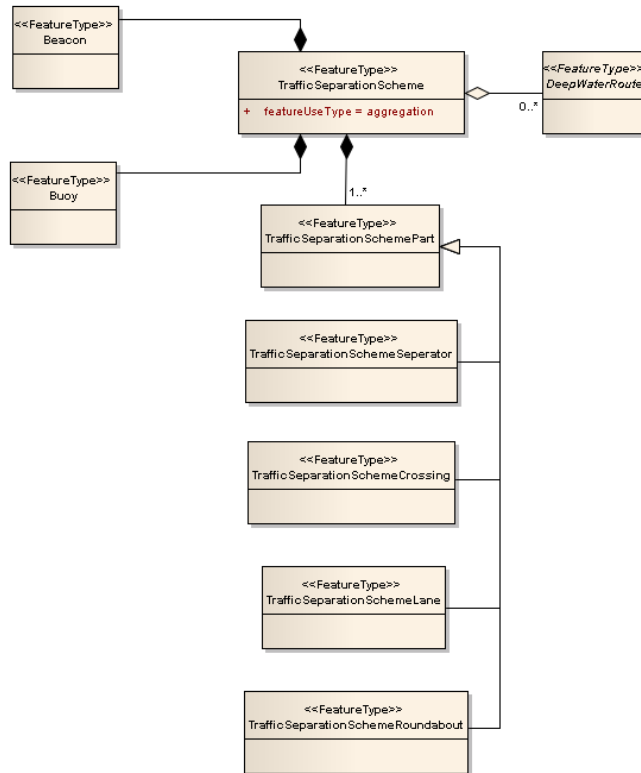 <<FeatureType>>
Beacon
<<FeatureType>>
TrafficSeparationScheme
+ featureUseType = aggregation
<<FeatureType>>
DeepWaterRoute
0..*
<<FeatureType>>
Buoy
1..*
<<FeatureType>>
TrafficSeparationSchemePart
<<FeatureType>>
TrafficSeparationSchemeSeperator
<<FeatureType>>
TrafficSeparationSchemeCrossing
<<FeatureType>>
TrafficSeparationSchemeLane
<<FeatureType>>
TrafficSeparationSchemeRoundabout